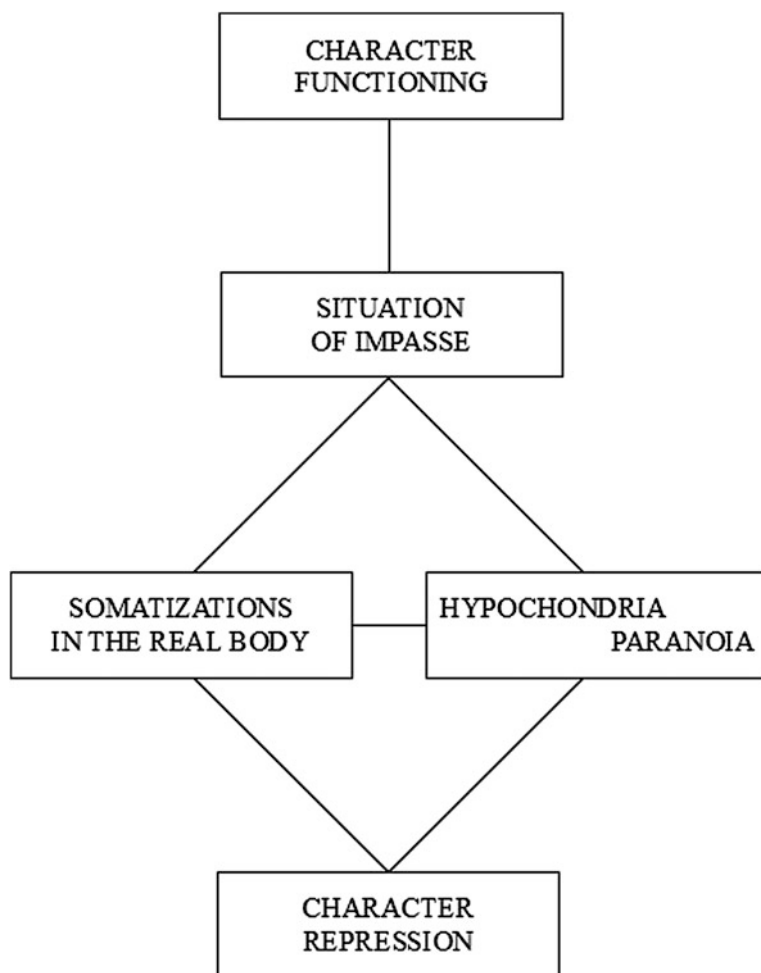 CHARACTER
FUNCTIONING
SITUATION
OF IMPASSE
SOMATIZATIONS
IN THE REAL BODY
HYPOCHONDRIA
PARANOIA
CHARACTER
REPRESSION